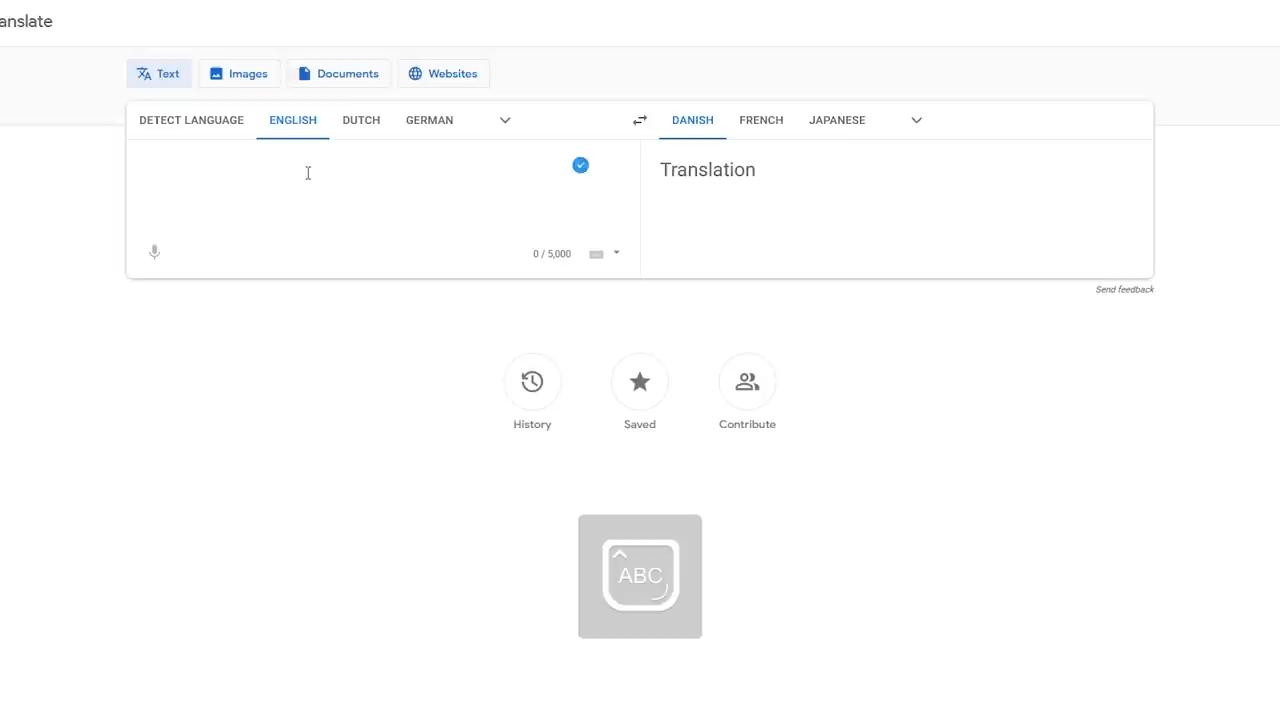 anslate
Text Images Documents Websites
DETECT LANGUAGE ENGLISH DUTCH GERMAN DANISH FRENCH JAPANESE
Translation
0 / 5,000
Send feedback
History Saved Contribute
ABC